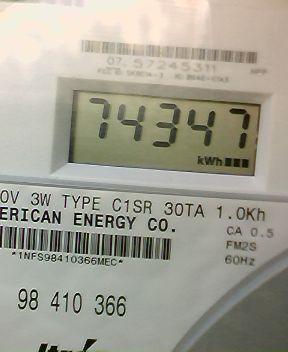 07 57245311
74347
kWh
0V 3W TYPE C1SR 30TA 1.0Kh
ERICAN ENERGY CO.
CA 0.5
FM2S
*1NFS98410366MEC*
60Hz
98 410 366